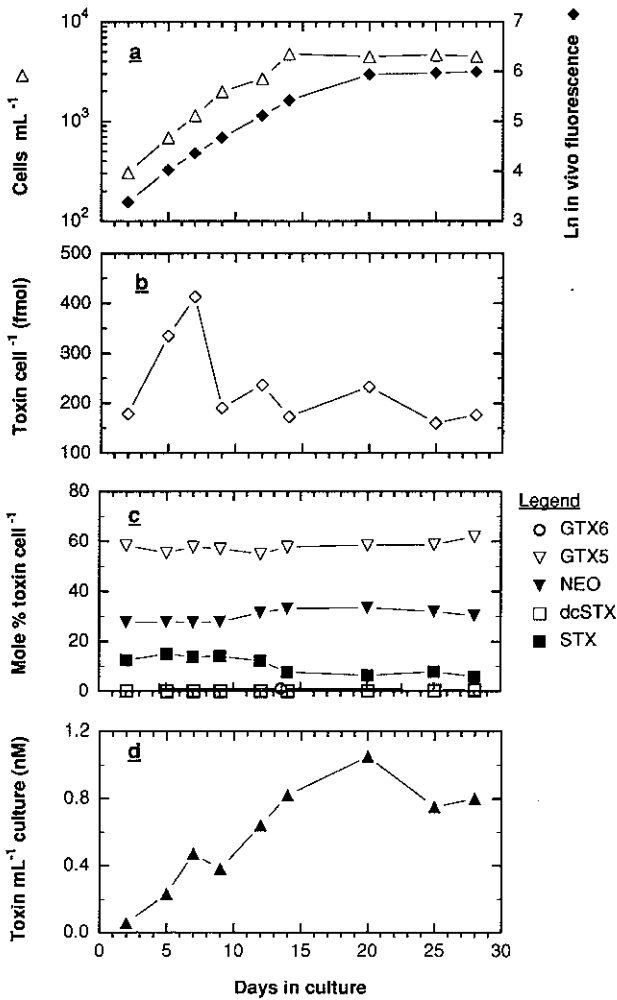 a
10⁴
10³
10²
Cells mL ⁻¹
7
6
5
4
3
Ln in vivo fluorescence
b
500
400
300
200
100
Toxin cell ⁻¹ (fmol)
c
80
60
40
20
0
Mole % toxin cell ⁻¹
Legend
GTX6
GTX5
NEO
dcSTX
STX
d
1.2
0.8
0.4
0.0
Toxin mL⁻¹ culture (nM)
0 5 10 15 20 25 30
Days in culture